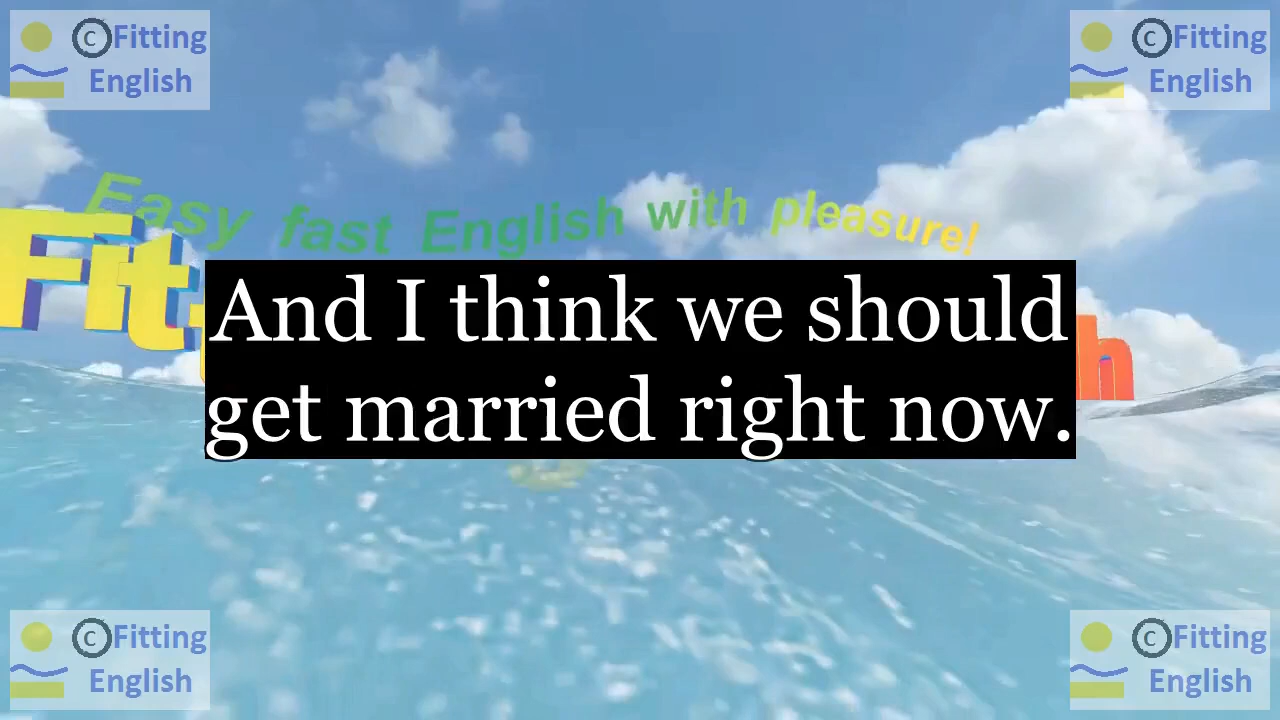 ©Fitting
English
©Fitting
English
Easy fast English with pleasure!
Fit
h
And I think we should
get married right now.
©Fitting
English
©Fitting
English